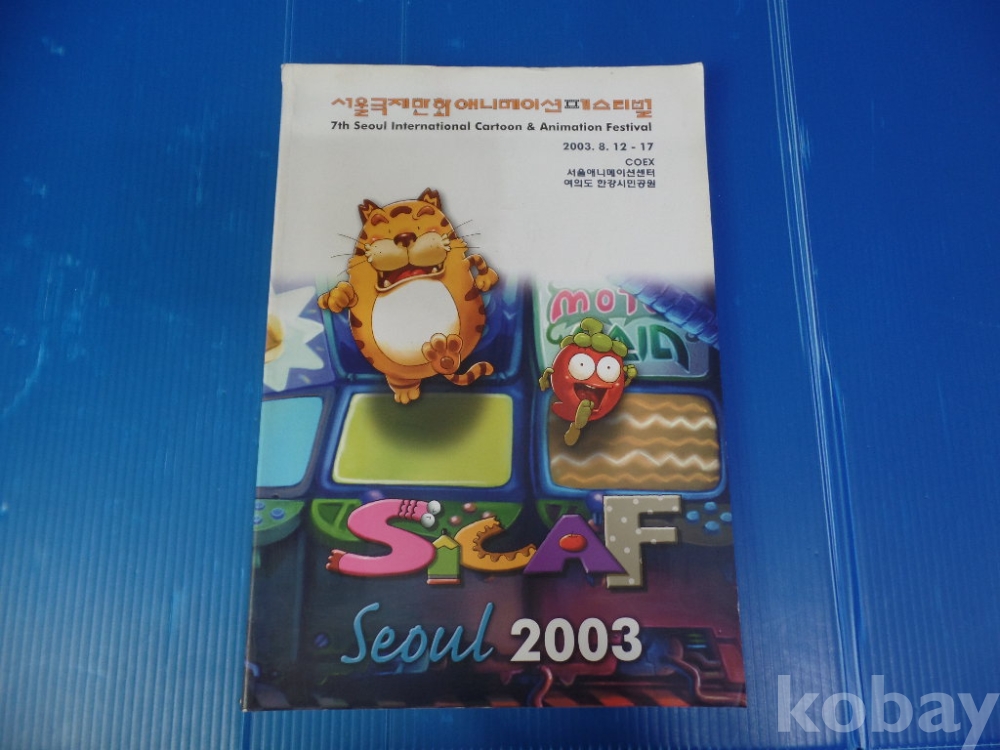 서울국제만화애니메이션페스티벌
7th Seoul International Cartoon & Animation Festival
2003. 8. 12 - 17
COEX
서울애니메이션센터
여의도 한강시민공원
SICAF
Seoul 2003
kobay